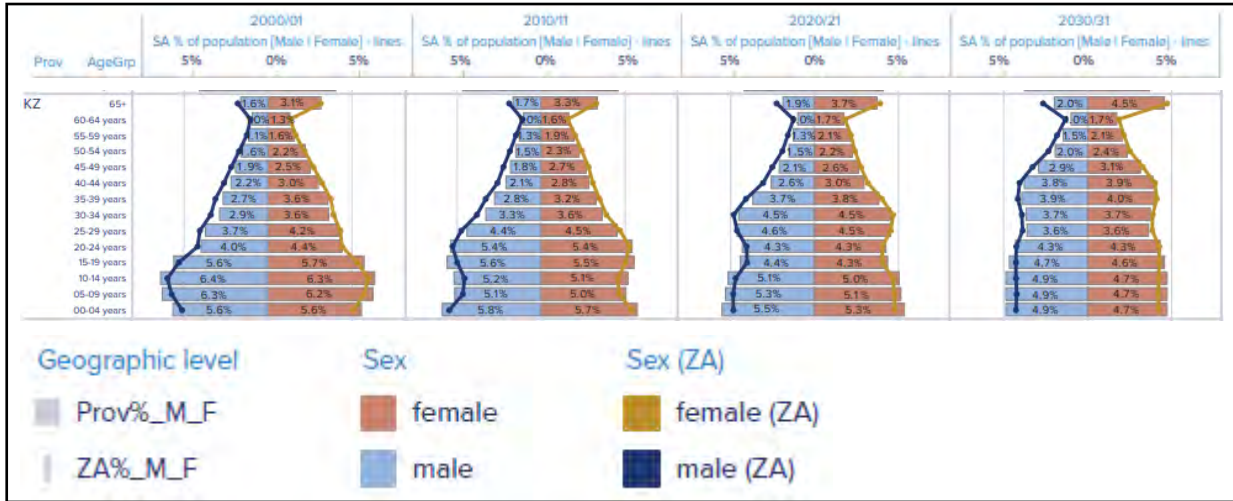 2000/01 2010/11 2020/21 2030/31
SA % of population [Male | Female] - lines SA % of population [Male | Female] - lines SA % of population [Male | Female] - lines SA % of population [Male | Female] - lines
Prov AgeGrp 5% 0% 5% 5% 0% 5% 5% 0% 5% 5% 0% 5%
KZ 65+ 1.6% 3.1% 1.7% 3.3% 1.9% 3.7% 2.0% 4.5%
60-64 years 0% 1.3% 0% 1.6% 0% 1.7% 0% 1.7%
55-59 years .1% 1.6% 1.3% 1.9% 1.3% 2.1% 1.5% 2.1%
50-54 years .6% 2.2% 1.5% 2.3% 1.5% 2.2% 2.0% 2.4%
45-49 years 1.9% 2.5% 1.8% 2.7% 2.1% 2.6% 2.9% 3.1%
40-44 years 2.2% 3.0% 2.1% 2.8% 2.6% 3.0% 3.8% 3.9%
35-39 years 2.7% 3.6% 2.8% 3.2% 3.7% 3.8% 3.9% 4.0%
30-34 years 2.9% 3.6% 3.3% 3.6% 4.5% 4.5% 3.7% 3.7%
25-29 years 3.7% 4.2% 4.4% 4.5% 4.6% 4.5% 3.6% 3.6%
20-24 years 4.0% 4.4% 5.4% 5.4% 4.3% 4.3% 4.3% 4.3%
15-19 years 5.6% 5.7% 5.6% 5.5% 4.4% 4.3% 4.7% 4.6%
10-14 years 6.4% 6.3% 5.2% 5.1% 5.1% 5.0% 4.9% 4.7%
05-09 years 6.3% 6.2% 5.1% 5.0% 5.3% 5.1% 4.9% 4.7%
00-04 years 5.6% 5.6% 5.8% 5.7% 5.5% 5.3% 4.9% 4.7%
Geographic level Sex Sex (ZA)
Prov%_M_F female female (ZA)
ZA%_M_F male male (ZA)